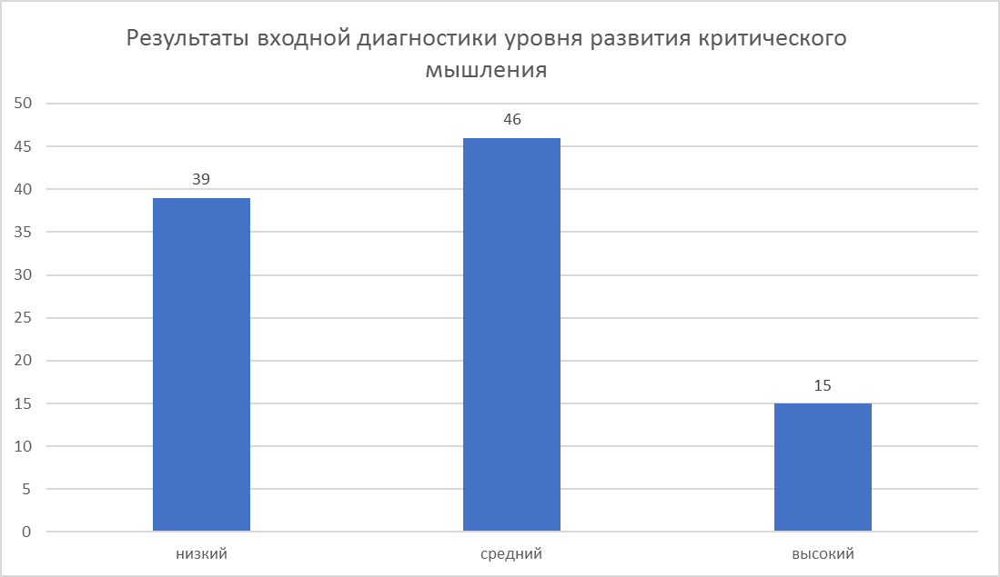 Результаты входной диагностики уровня развития критического
мышления
50
45
40
35
30
25
20
15
10
5
0
39
46
15
низкий
средний
высокий